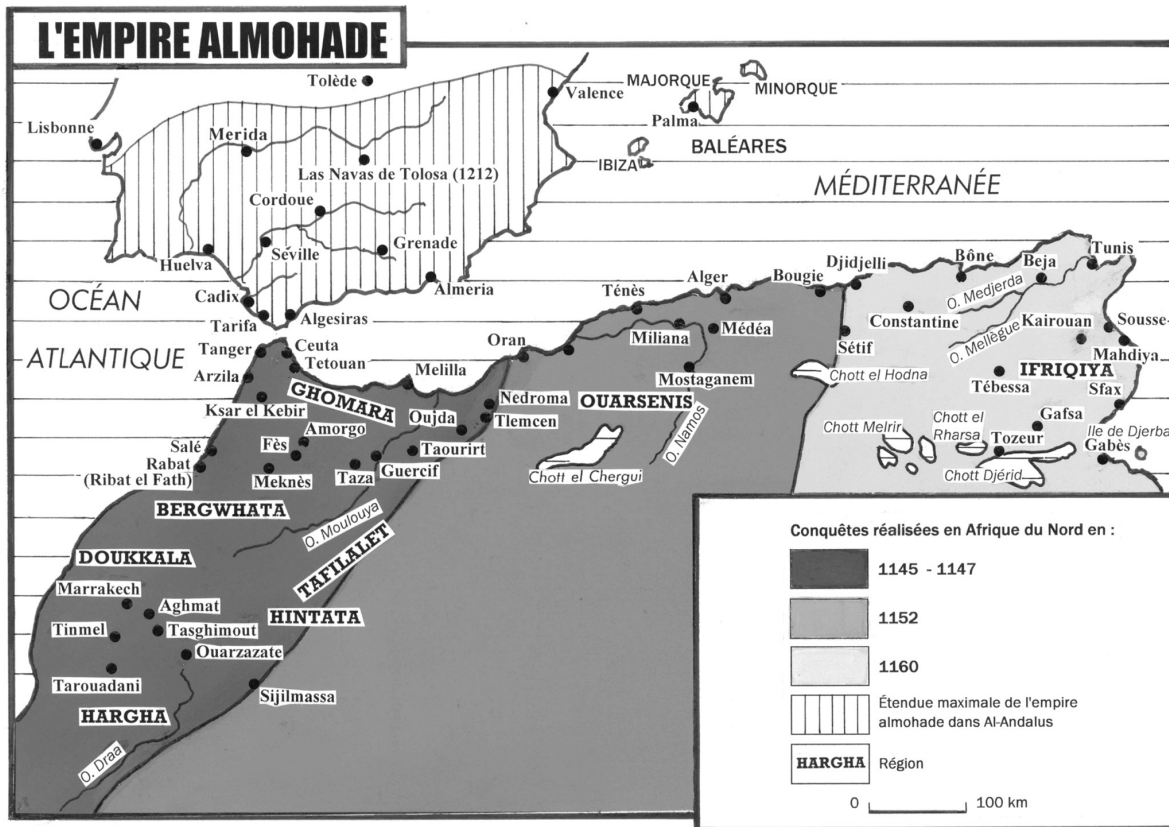 L'EMPIRE ALMOHADE
Tolède
Valence
MAJORQUE
MINORQUE
Palma
Lisbonne
Merida
BALÉARES
IBIZA
Las Navas de Tolosa (1212)
MÉDITERRANÉE
Cordoue
Séville
Grenade
Huelva
Almeria
Cadix
Tarifa
Algesiras
OCÉAN
ATLANTIQUE
Djidjelli
Bône
Beja
Tunis
Bougie
Alger
Ténès
O. Medjerda
Constantine
Kairouan
Sousse
O. Mellègue
Mahdiya
Miliana
Médéa
Sétif
Tanger
Ceuta
Tetouan
Oran
Melilla
Arzila
Mostaganem
Chott el Hodna
Tébessa
IFRIQIYA
Sfax
Ksar el Kebir
GHOMARA
Nedroma
OUARSENIS
Oujda
Tlemcen
O. Namos
Chott Melrir
Chott el
Rharsa
Gafsa
Ile de Djerba
Tozeur
Gabès
Chott Djérid
Amorgo
Salé
Fès
Taourirt
Rabat
(Ribat el Fath)
Meknès
Taza
Guercif
Chott el Chergui
BERGWHATA
O. Moulouya
DOUKKALA
TAFILALET
Marrakech
Aghmat
HINTATA
Tinmel
Tasghimout
Ouarzazate
Tarouadani
Sijilmassa
HARGHA
O. Draa
Conquêtes réalisées en Afrique du Nord en :
1145 - 1147
1152
1160
Étendue maximale de l'empire
almohade dans Al-Andalus
HARGHA Région
0 100 km